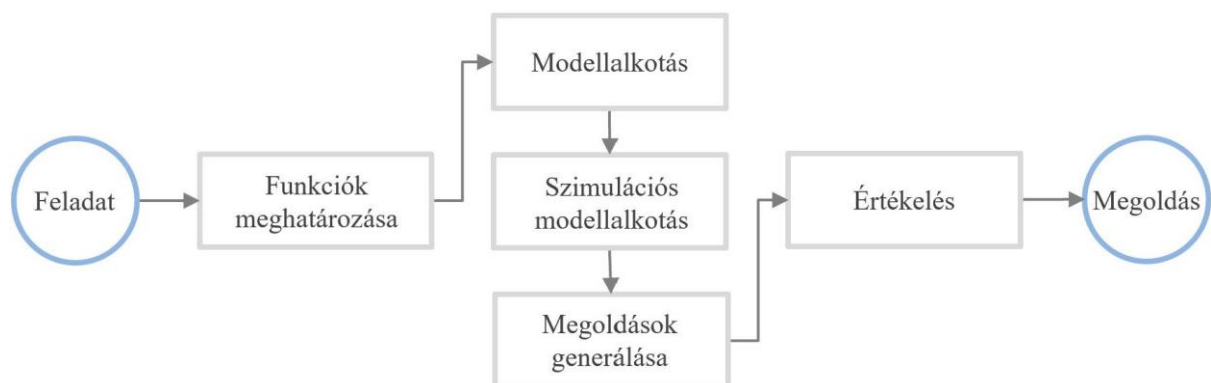 Feladat
Funkciók
meghatározása
Modellalkotás
Szimulációs
modellalkotás
Megoldások
generálása
Értékelés
Megoldás